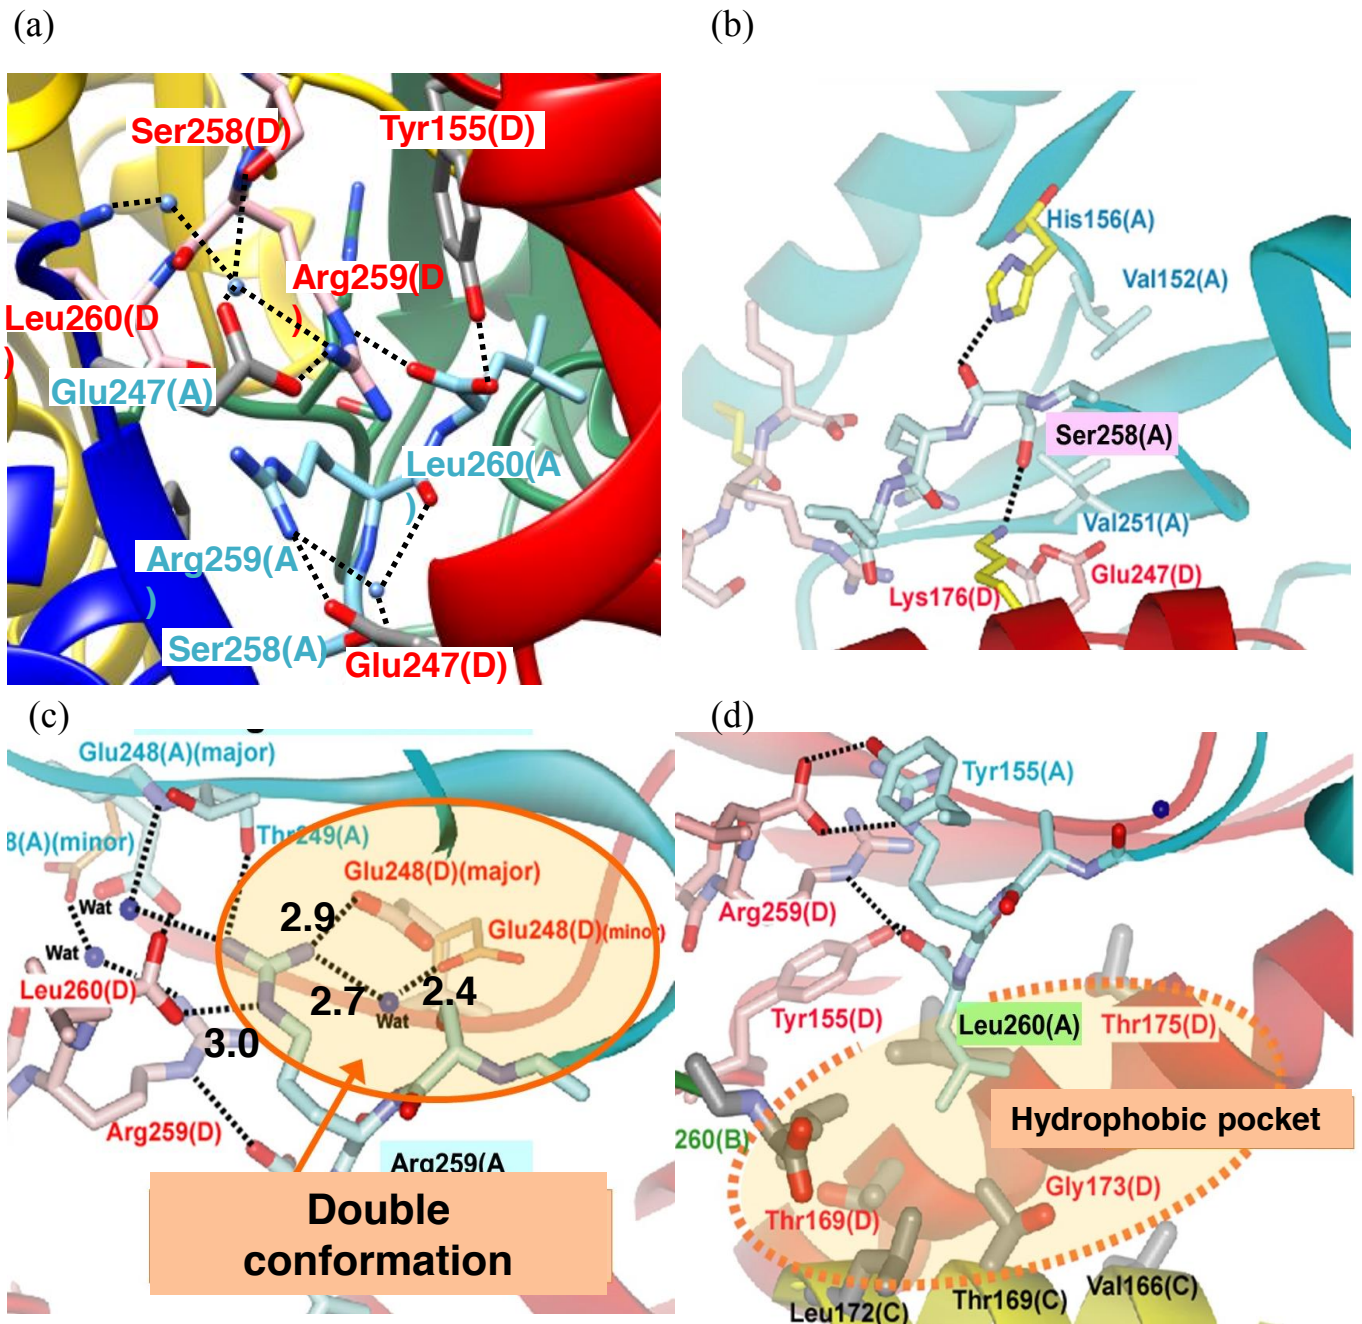 (a)
(b)
Ser258(D)
Tyr155(D)
Arg259(D
)
Leu260(D
)
Glu247(A)
Leu260(A
)
Arg259(A
)
Ser258(A)
Glu247(D)
His156(A)
Val152(A)
Ser258(A)
Val251(A)
Glu247(D)
Lys176(D)
(c)
(d)
Glu248(A)(major)
8(A)(minor)
Thr249(A)
Glu248(D)(major)
2.9
Wat
Glu248(D)(minor)
Wat
Leu260(D)
2.7
2.4
Wat
3.0
Arg259(D)
Arg259(A
Double
conformation
Tyr155(A)
Arg259(D)
Tyr155(D)
Leu260(A)
Thr175(D)
Hydrophobic pocket
260(B)
Gly173(D)
Thr169(D)
Val166(C)
Thr169(C)
Leu172(C)